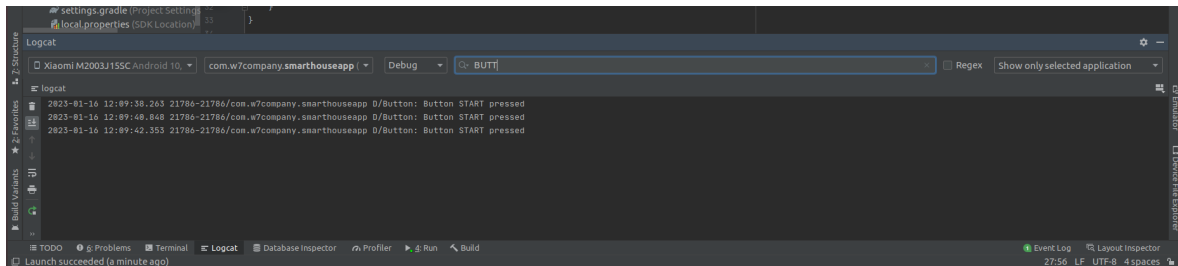 settings.gradle (Project Settings
32
}
local.properties (SDK Location)
33
}
Logcat
Xiaomi M2003J15SC Android 10,
com.w7company.smarthouseapp (
Debug
BUTT
Regex
Show only selected application
logcat
2023-01-16 12:09:38.263 21786-21786/com.w7company.smarthouseapp D/Button: Button START pressed
2023-01-16 12:09:40.848 21786-21786/com.w7company.smarthouseapp D/Button: Button START pressed
2023-01-16 12:09:42.353 21786-21786/com.w7company.smarthouseapp D/Button: Button START pressed
Z: Structure
2: Favorites
Build Variants
Emulator
Device File Explorer
TODO
6: Problems
Terminal
Logcat
Database Inspector
Profiler
4: Run
Build
1 Event Log
Layout Inspector
Launch succeeded (a minute ago)
27:56 LF UTF-8 4 spaces